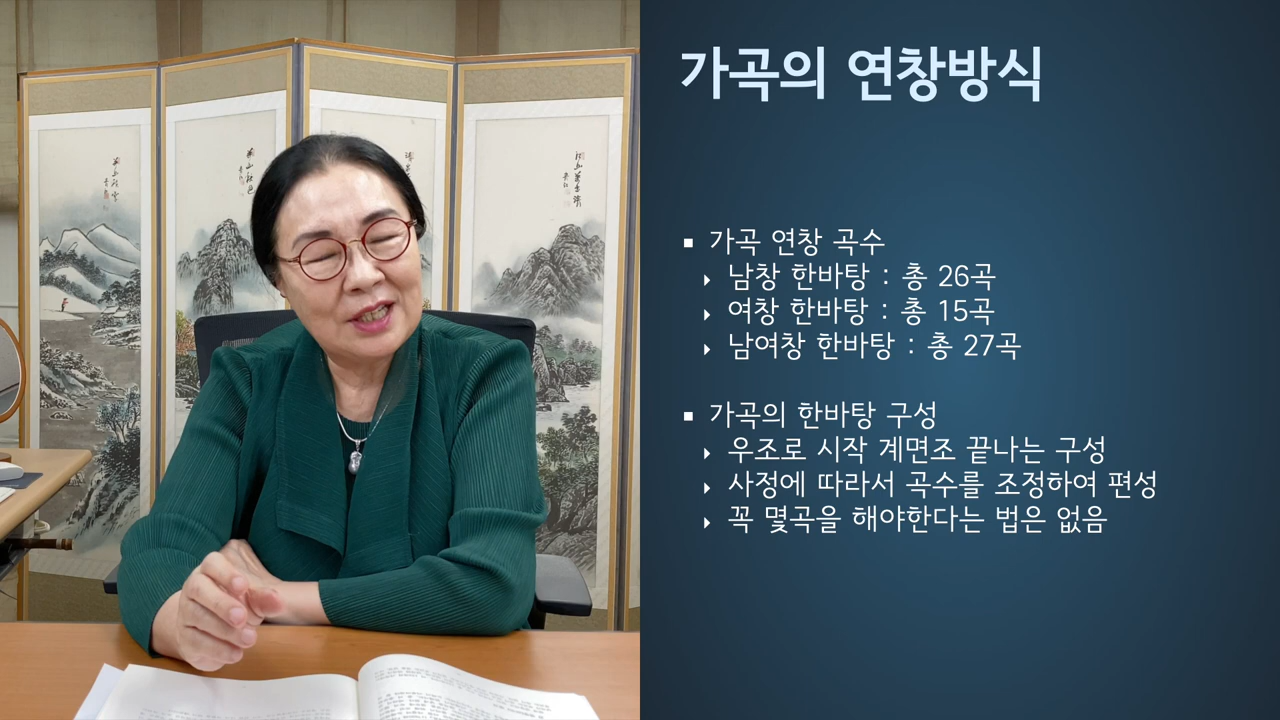 가곡의 연창방식
▪ 가곡 연창 곡수
‣ 남창 한바탕 : 총 26곡
‣ 여창 한바탕 : 총 15곡
‣ 남여창 한바탕 : 총 27곡
▪ 가곡의 한바탕 구성
‣ 우조로 시작 계면조 끝나는 구성
‣ 사정에 따라서 곡수를 조정하여 편성
‣ 꼭 몇곡을 해야한다는 법은 없음